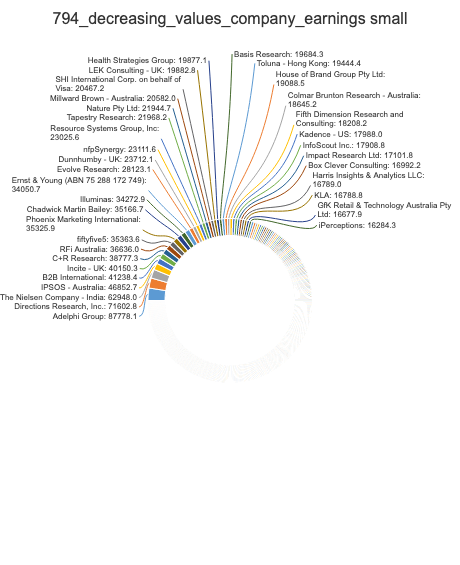 794_decreasing_values_company_earnings small
Basis Research: 19684.3
Toluna - Hong Kong: 19444.4
House of Brand Group Pty Ltd:
19088.5
Colmar Brunton Research - Australia:
18645.2
Fifth Dimension Research and
Consulting: 18208.2
Kadence - US: 17988.0
InfoScout Inc.: 17908.8
Impact Research Ltd: 17101.8
Box Clever Consulting: 16992.2
Harris Insights & Analytics LLC:
16789.0
KLA: 16788.8
GfK Retail & Technology Australia Pty
Ltd: 16677.9
iPerceptions: 16284.3
Health Strategies Group: 19877.1
LEK Consulting - UK: 19882.8
SHI International Corp. on behalf of
Visa: 20467.2
Millward Brown - Australia: 20582.0
Nature Pty Ltd: 21944.7
Tapestry Research: 21968.2
Resource Systems Group, Inc:
23025.6
nfpSynergy: 23111.6
Dunnhumby - UK: 23712.1
Evolve Research: 28123.1
Ernst & Young (ABN 75 288 172 749):
34050.7
Illuminas: 34272.9
Chadwick Martin Bailey: 35166.7
Phoenix Marketing International:
35325.9
fiftyfive5: 35363.6
RFi Australia: 36636.0
C+R Research: 38777.3
Incite - UK: 40150.3
B2B International: 41238.4
IPSOS - Australia: 46852.7
The Nielsen Company - India: 62948.0
Directions Research, Inc.: 71602.8
Adelphi Group: 87778.1